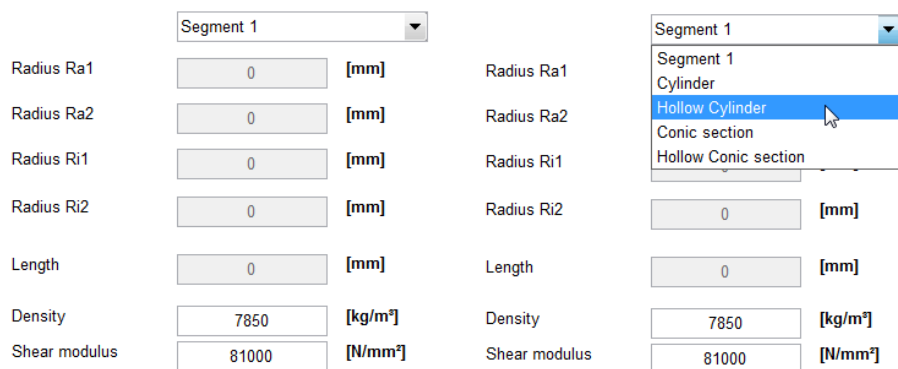 Segment 1
Radius Ra1 0 [mm]
Radius Ra2 0 [mm]
Radius Ri1 0 [mm]
Radius Ri2 0 [mm]
Length 0 [mm]
Density 7850 [kg/m³]
Shear modulus 81000 [N/mm²]
Segment 1
Segment 1
Cylinder
Hollow Cylinder
Conic section
Hollow Conic section
Radius Ra1
Radius Ra2
Radius Ri1
Radius Ri2 0 [mm]
Length 0 [mm]
Density 7850 [kg/m³]
Shear modulus 81000 [N/mm²]